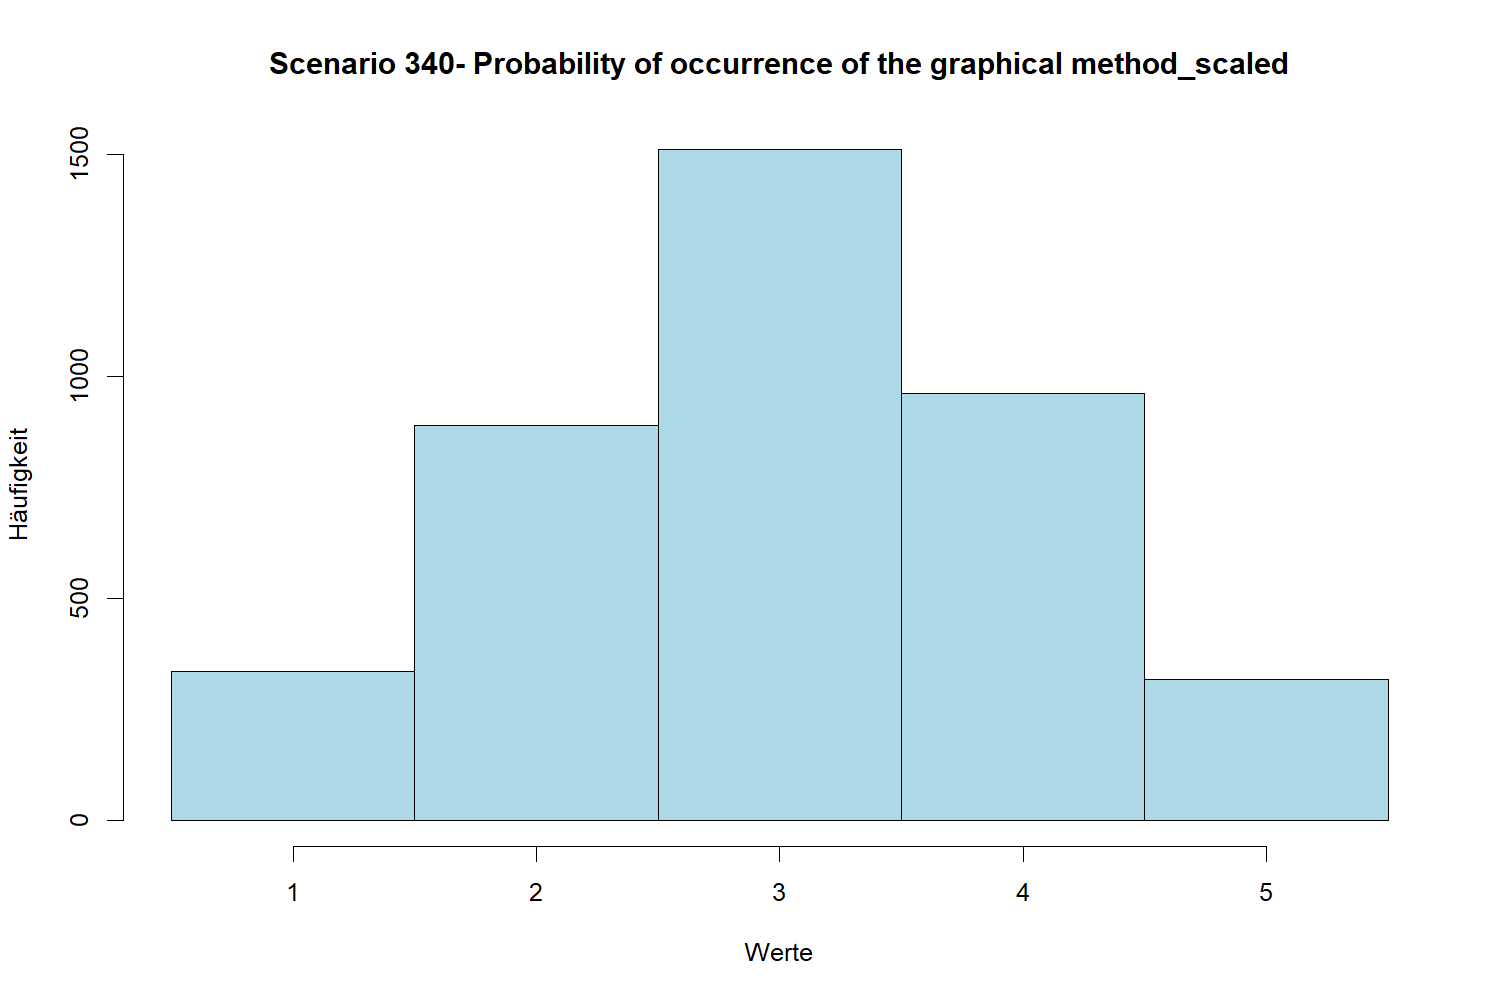 Scenario 340- Probability of occurrence of the graphical method_scaled
1500
1000
500
0
Häufigkeit
1 2 3 4 5
Werte